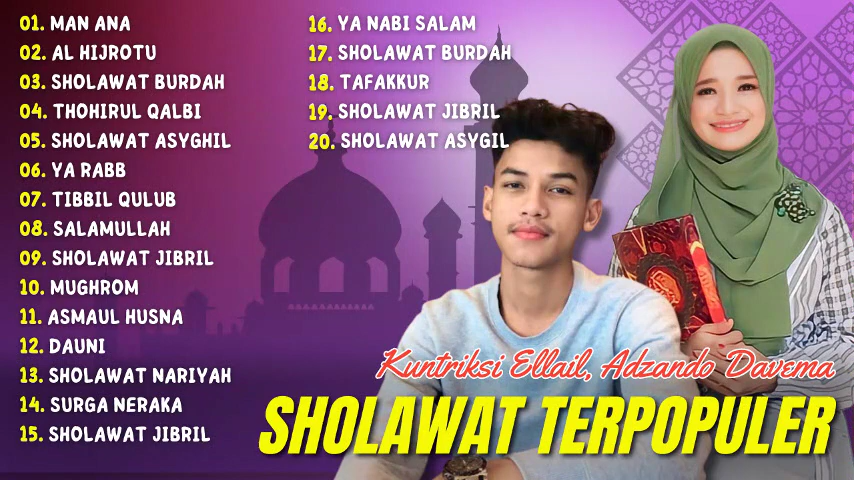 01. MAN ANA
02. AL HIJROTU
03. SHOLAWAT BURDAH
04. THOHIRUL QALBI
05. SHOLAWAT ASYGHIL
06. YA RABB
07. TIBBIL QULUB
08. SALAMULLAH
09. SHOLAWAT JIBRIL
10. MUGHROM
11. ASMAUL HUSNA
12. DAUNI
13. SHOLAWAT NARIYAH
14. SURGA NERAKA
15. SHOLAWAT JIBRIL
16. YA NABI SALAM
17. SHOLAWAT BURDAH
18. TAFAKKUR
19. SHOLAWAT JIBRIL
20. SHOLAWAT ASYGIL
Kuntriksi Ellail, Adzando Davema
SHOLAWAT TERPOPULER